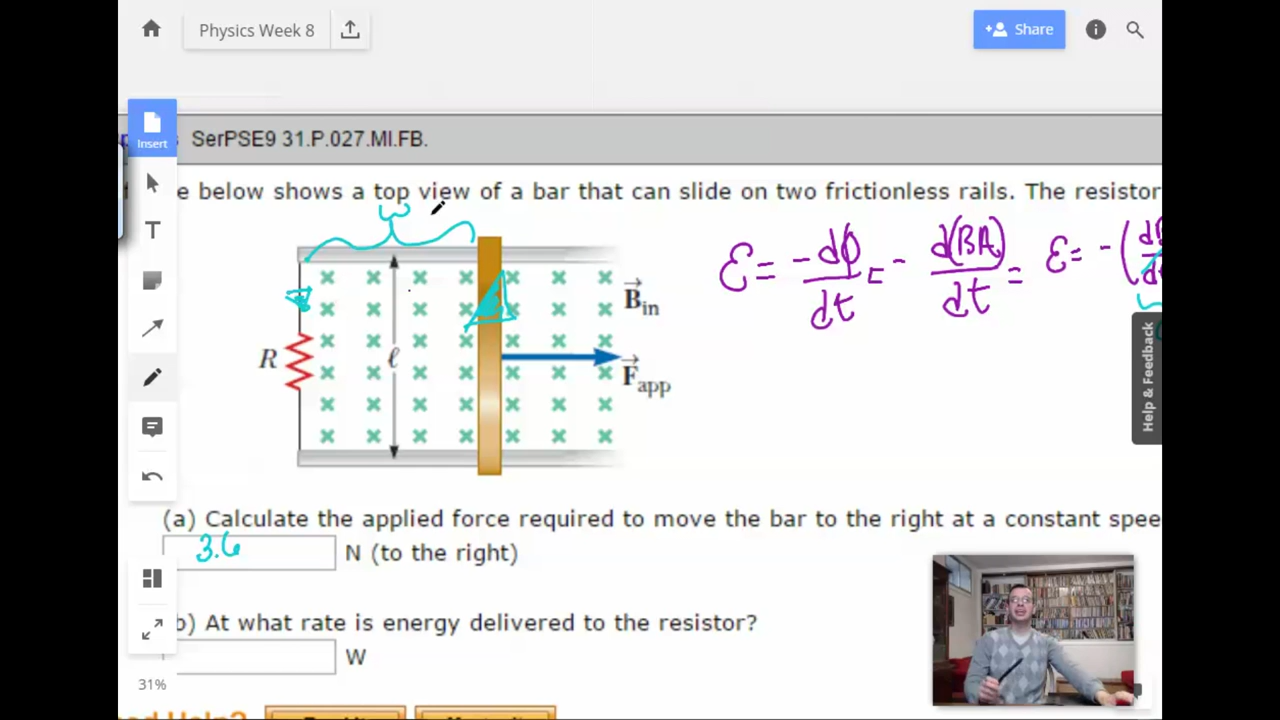 Physics Week 8
Share
Insert
SerPSE9 31.P.027.MI.FB.
e below shows a top view of a bar that can slide on two frictionless rails. The resistor
w
ε = -dϕ/dt = - d(BA)/dt = ε = -(dB/dt
B in
R
ℓ
F app
Help & Feedback
(a) Calculate the applied force required to move the bar to the right at a constant spee
3.6 N (to the right)
b) At what rate is energy delivered to the resistor?
W
31%